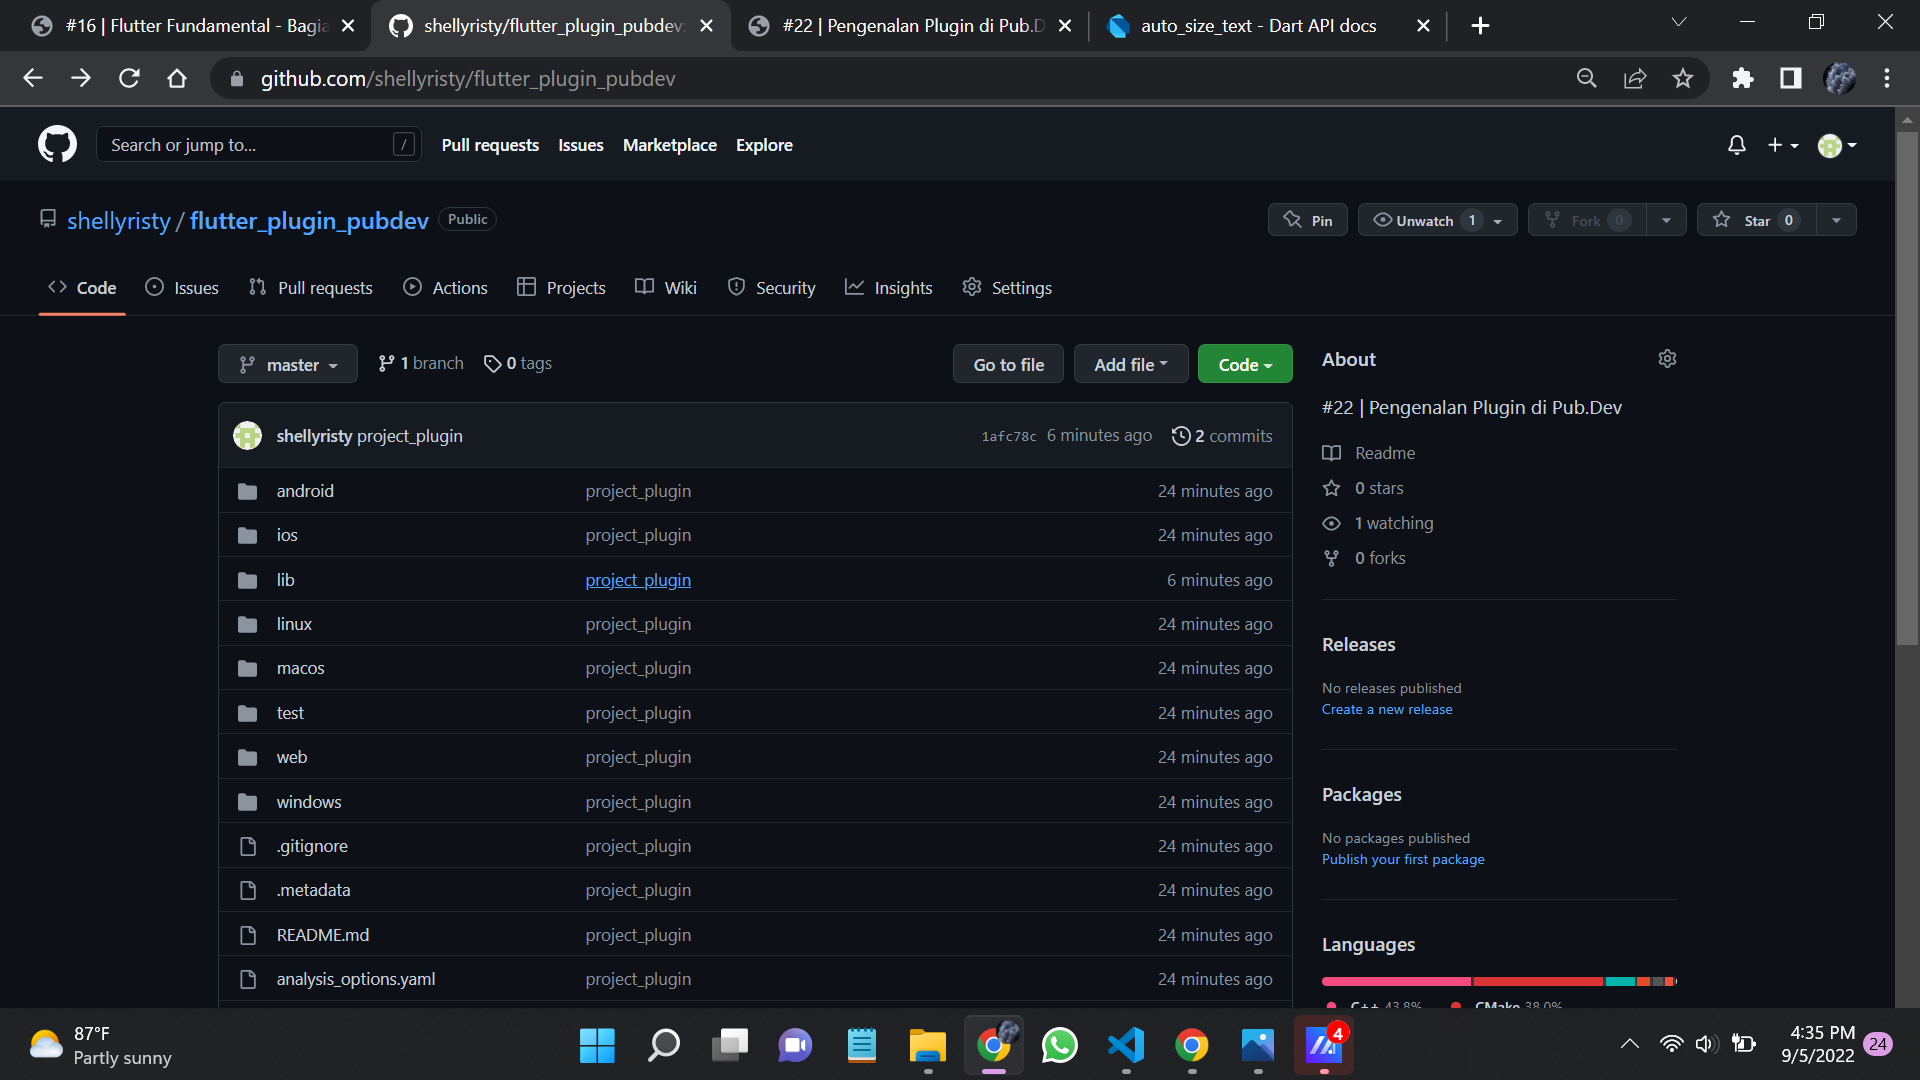 #16 | Flutter Fundamental - Bagia
shellyristy/flutter_plugin_pubdev:
#22 | Pengenalan Plugin di Pub.D
auto_size_text - Dart API docs
github.com/shellyristy/flutter_plugin_pubdev
Search or jump to...
/
Pull requests
Issues
Marketplace
Explore
shellyristy / flutter_plugin_pubdev
Public
Pin
Unwatch 1
Fork 0
Star 0
Code
Issues
Pull requests
Actions
Projects
Wiki
Security
Insights
Settings
master
1 branch
0 tags
Go to file
Add file
Code
shellyristy project_plugin
1afc78c 6 minutes ago
2 commits
android project_plugin 24 minutes ago
ios project_plugin 24 minutes ago
lib project_plugin 6 minutes ago
linux project_plugin 24 minutes ago
macos project_plugin 24 minutes ago
test project_plugin 24 minutes ago
web project_plugin 24 minutes ago
windows project_plugin 24 minutes ago
.gitignore project_plugin 24 minutes ago
.metadata project_plugin 24 minutes ago
README.md project_plugin 24 minutes ago
analysis_options.yaml project_plugin 24 minutes ago
About
#22 | Pengenalan Plugin di Pub.Dev
Readme
0 stars
1 watching
0 forks
Releases
No releases published
Create a new release
Packages
No packages published
Publish your first package
Languages
C++ 43.8%
CMake 38.0%
87°F
Partly sunny
4
4:35 PM
9/5/2022
24